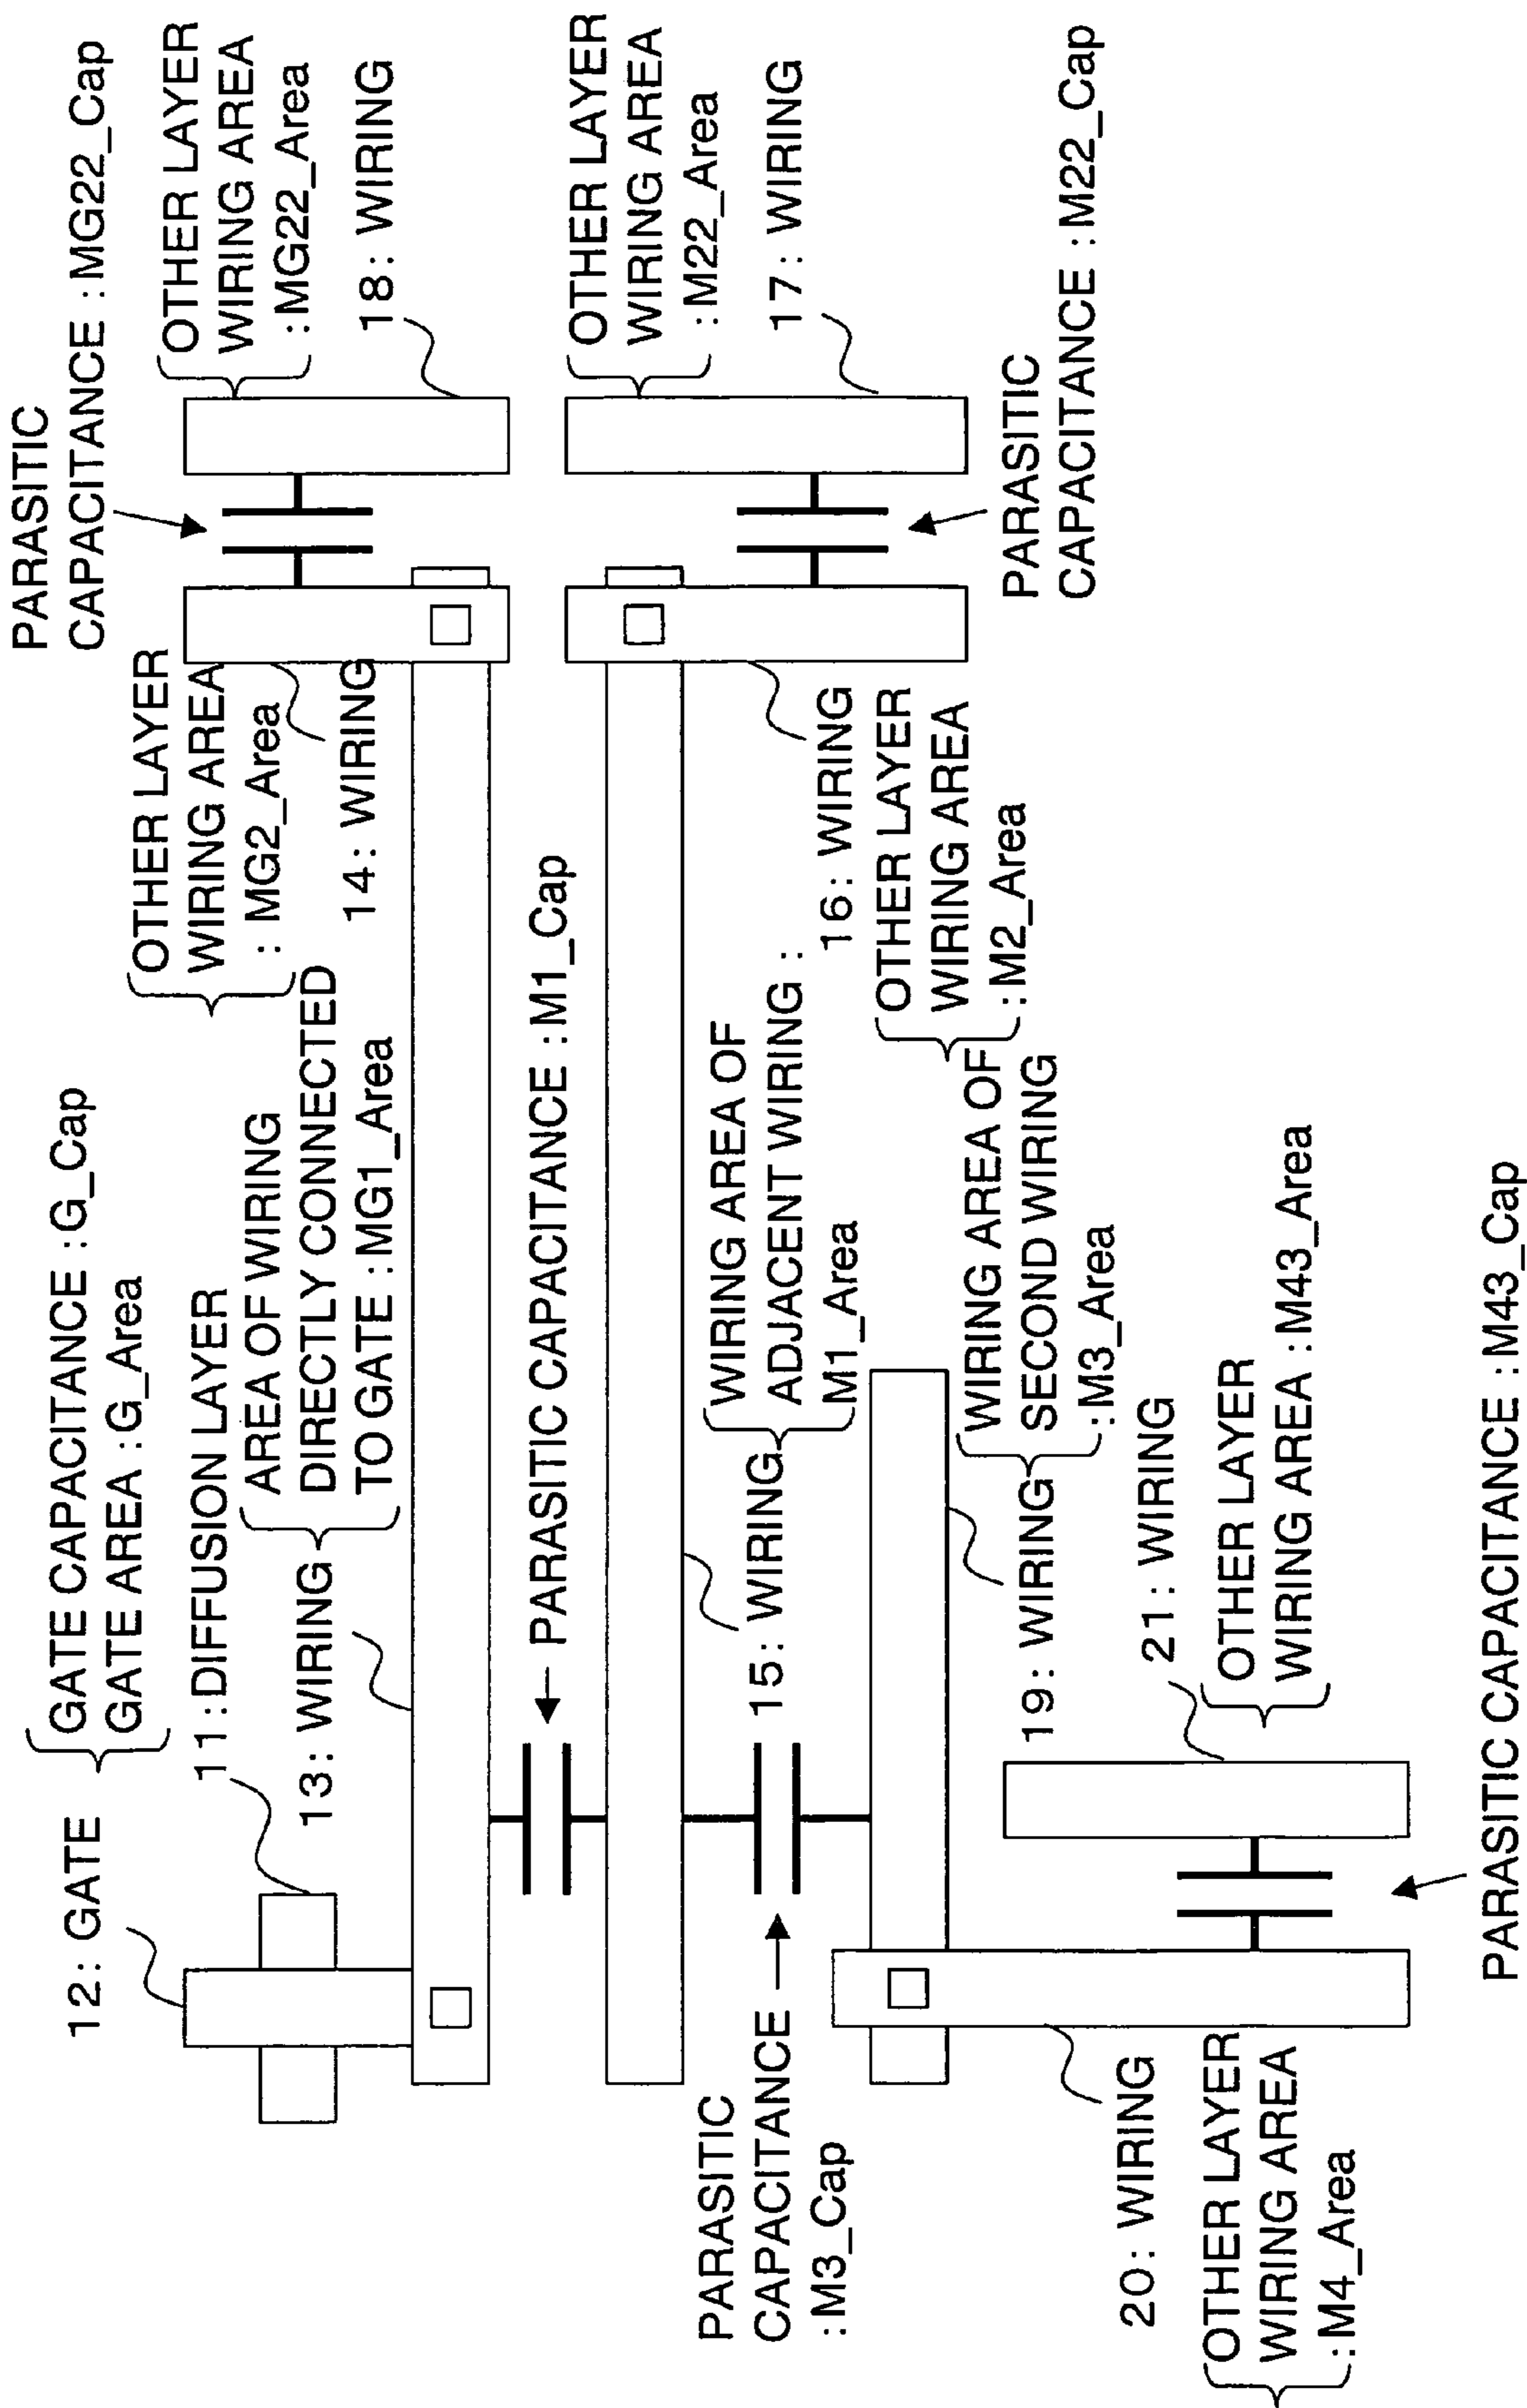 12: GATE
GATE CAPACITANCE :G_Cap
GATE AREA :G_Area
11:DIFFUSION LAYER
13: WIRING
AREA OF WIRING
DIRECTLY CONNECTED
TO GATE :MG1_Area
PARASITIC
CAPACITANCE :MG22_Cap
OTHER LAYER
WIRING AREA
: MG2_Area
14: WIRING
OTHER LAYER
WIRING AREA
:MG22_Area
18: WIRING
PARASITIC CAPACITANCE :M1_Cap
OTHER LAYER
WIRING AREA
:M22_Area
17: WIRING
15: WIRING
WIRING AREA OF
ADJACENT WIRING :
M1_Area
16: WIRING
OTHER LAYER
WIRING AREA
:M2_Area
PARASITIC
CAPACITANCE :M22_Cap
PARASITIC
CAPACITANCE
:M3_Cap
19: WIRING
WIRING AREA OF
SECOND WIRING
:M3_Area
20: WIRING
OTHER LAYER
WIRING AREA
:M4_Area
21: WIRING
OTHER LAYER
WIRING AREA :M43_Area
PARASITIC CAPACITANCE :M43_Cap